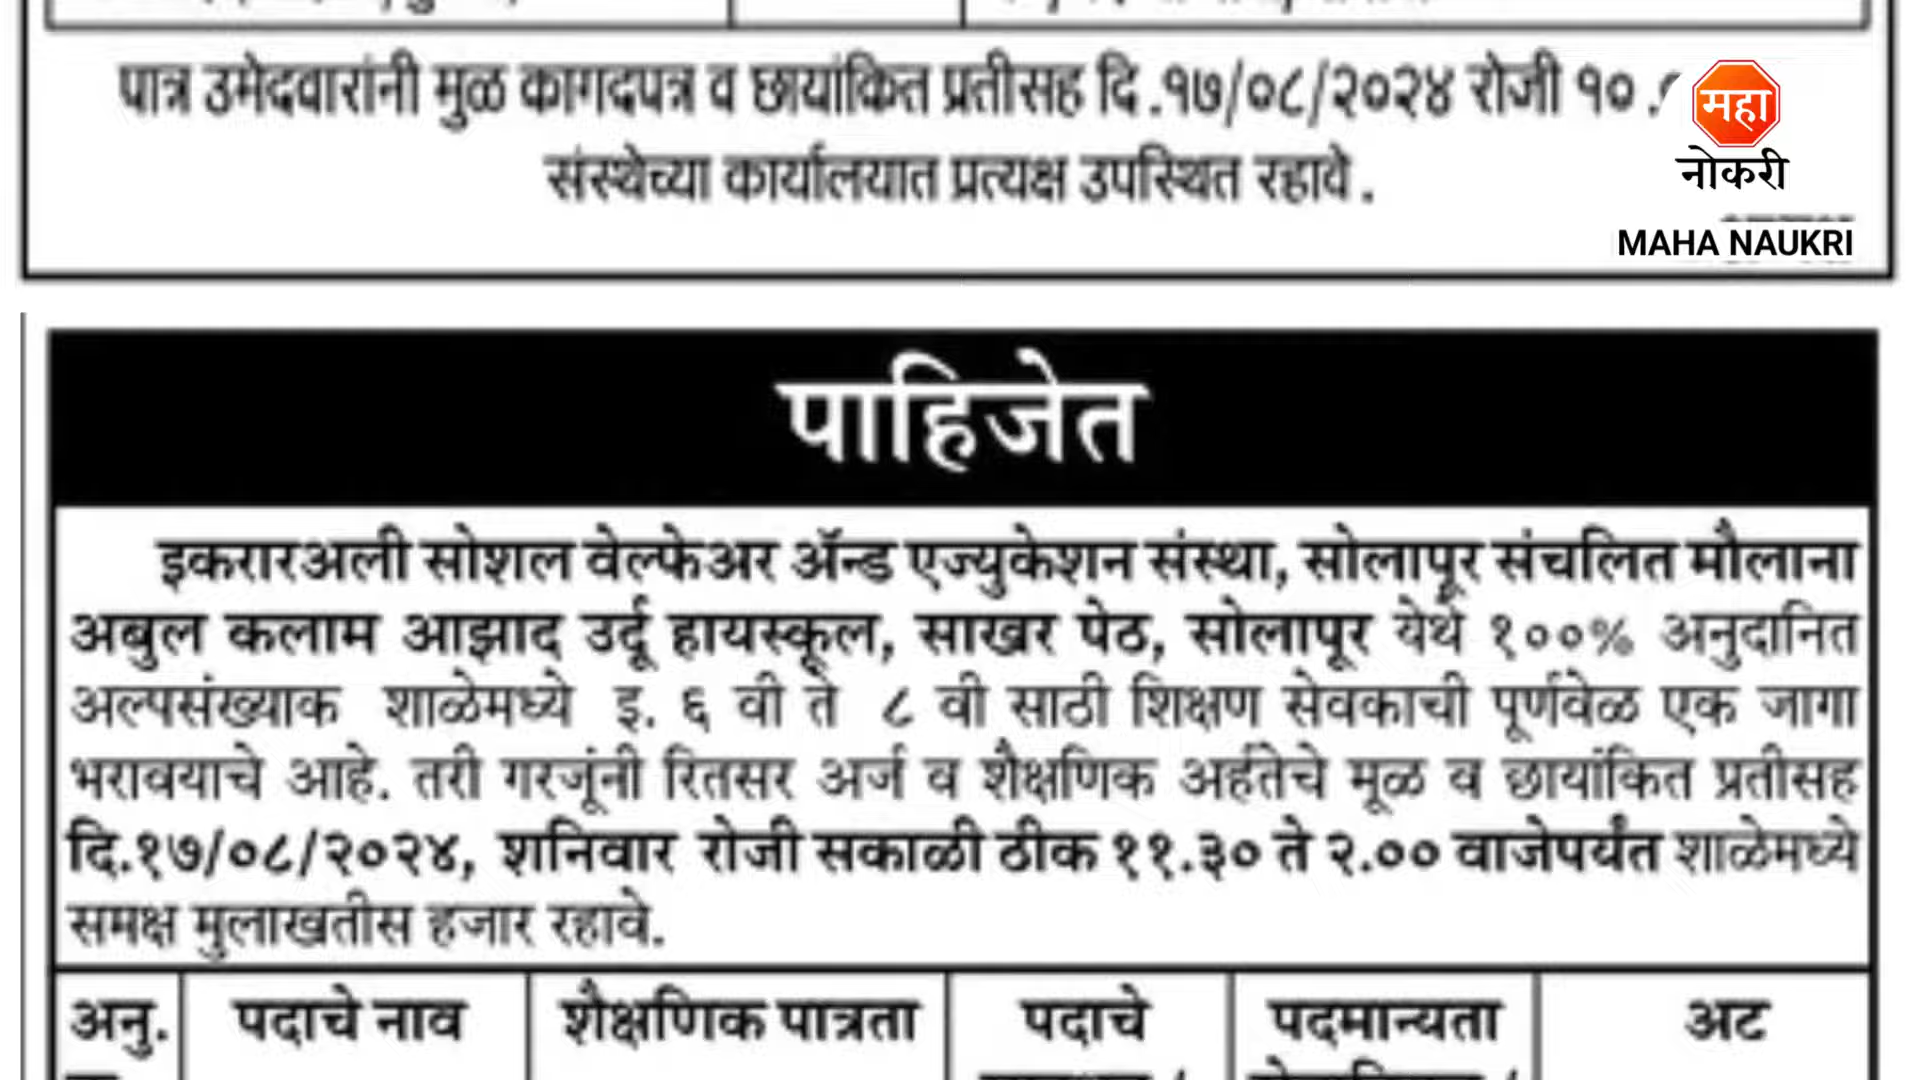 पात्र उमेदवारांनी मुळ कागदपत्र व छायांकित प्रतीसह दि.१७/०८/२०२४ रोजी १०.
संस्थेच्या कार्यालयात प्रत्यक्ष उपस्थित रहावे.
महा
नोकरी
MAHA NAUKRI
पाहिजेत
इकरारअली सोशल वेल्फेअर ॲन्ड एज्युकेशन संस्था, सोलापूर संचलित मौलाना
अबुल कलाम आझाद उर्दू हायस्कूल, साखर पेठ, सोलापूर येथे १००% अनुदानित
अल्पसंख्याक शाळेमध्ये इ. ६ वी ते ८ वी साठी शिक्षण सेवकाची पूर्णवेळ एक जागा
भरावयाचे आहे. तरी गरजूंनी रितसर अर्ज व शैक्षणिक अर्हतेचे मूळ व छायांकित प्रतीसह
दि.१७/०८/२०२४, शनिवार रोजी सकाळी ठीक ११.३० ते २.०० वाजेपर्यंत शाळेमध्ये
समक्ष मुलाखतीस हजार रहावे.
अनु. पदाचे नाव शैक्षणिक पात्रता पदाचे पदमान्यता अट